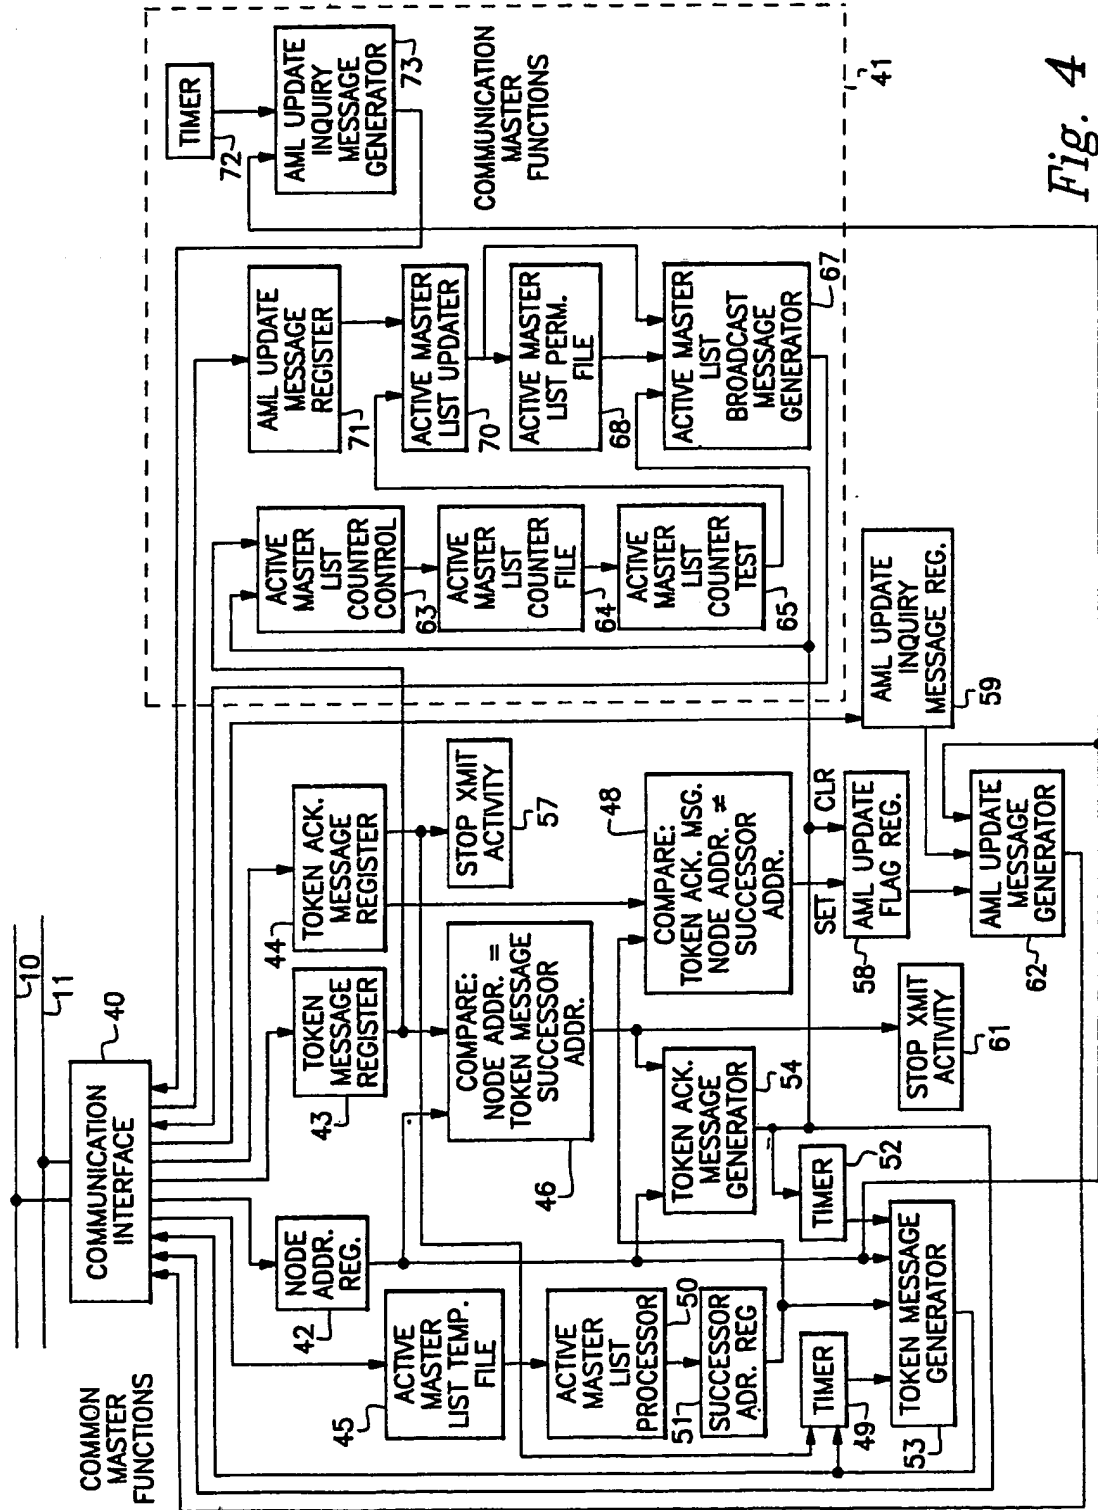 COMMON
MASTER
FUNCTIONS
10
11
40
COMMUNICATION
INTERFACE
NODE
ADDR.
REG.
42
TOKEN
MESSAGE
REGISTER
43
TOKEN ACK.
MESSAGE
REGISTER
44
ACTIVE
MASTER
LIST TEMP.
FILE
45
COMPARE:
NODE ADDR. =
TOKEN MESSAGE
SUCCESSOR
ADDR.
46
STOP XMIT
ACTIVITY
57
ACTIVE
MASTER
LIST
PROCESSOR
50
SUCCESSOR
ADR. REG
51
COMPARE:
TOKEN ACK. MSG.
NODE ADDR. ≠
SUCCESSOR
ADDR.
48
TOKEN ACK.
MESSAGE
GENERATOR
54
TIMER
49
TIMER
52
SET
CLR
AML UPDATE
FLAG REG.
58
TOKEN MESSAGE
GENERATOR
53
STOP XMIT
ACTIVITY
61
AML UPDATE
MESSAGE
GENERATOR
62
AML UPDATE
INQUIRY
MESSAGE REG.
59
ACTIVE
MASTER
LIST
COUNTER
CONTROL
63
ACTIVE
MASTER
LIST
COUNTER
FILE
64
ACTIVE
MASTER
LIST
COUNTER
TEST
65
AML UPDATE
MESSAGE
REGISTER
71
ACTIVE MASTER
LIST UPDATER
70
ACTIVE MASTER
LIST PERM.
FILE
68
ACTIVE MASTER
LIST
BROADCAST
MESSAGE
GENERATOR
67
TIMER
72
AML UPDATE
INQUIRY
MESSAGE
GENERATOR
73
COMMUNICATION
MASTER
FUNCTIONS
41
Fig. 4